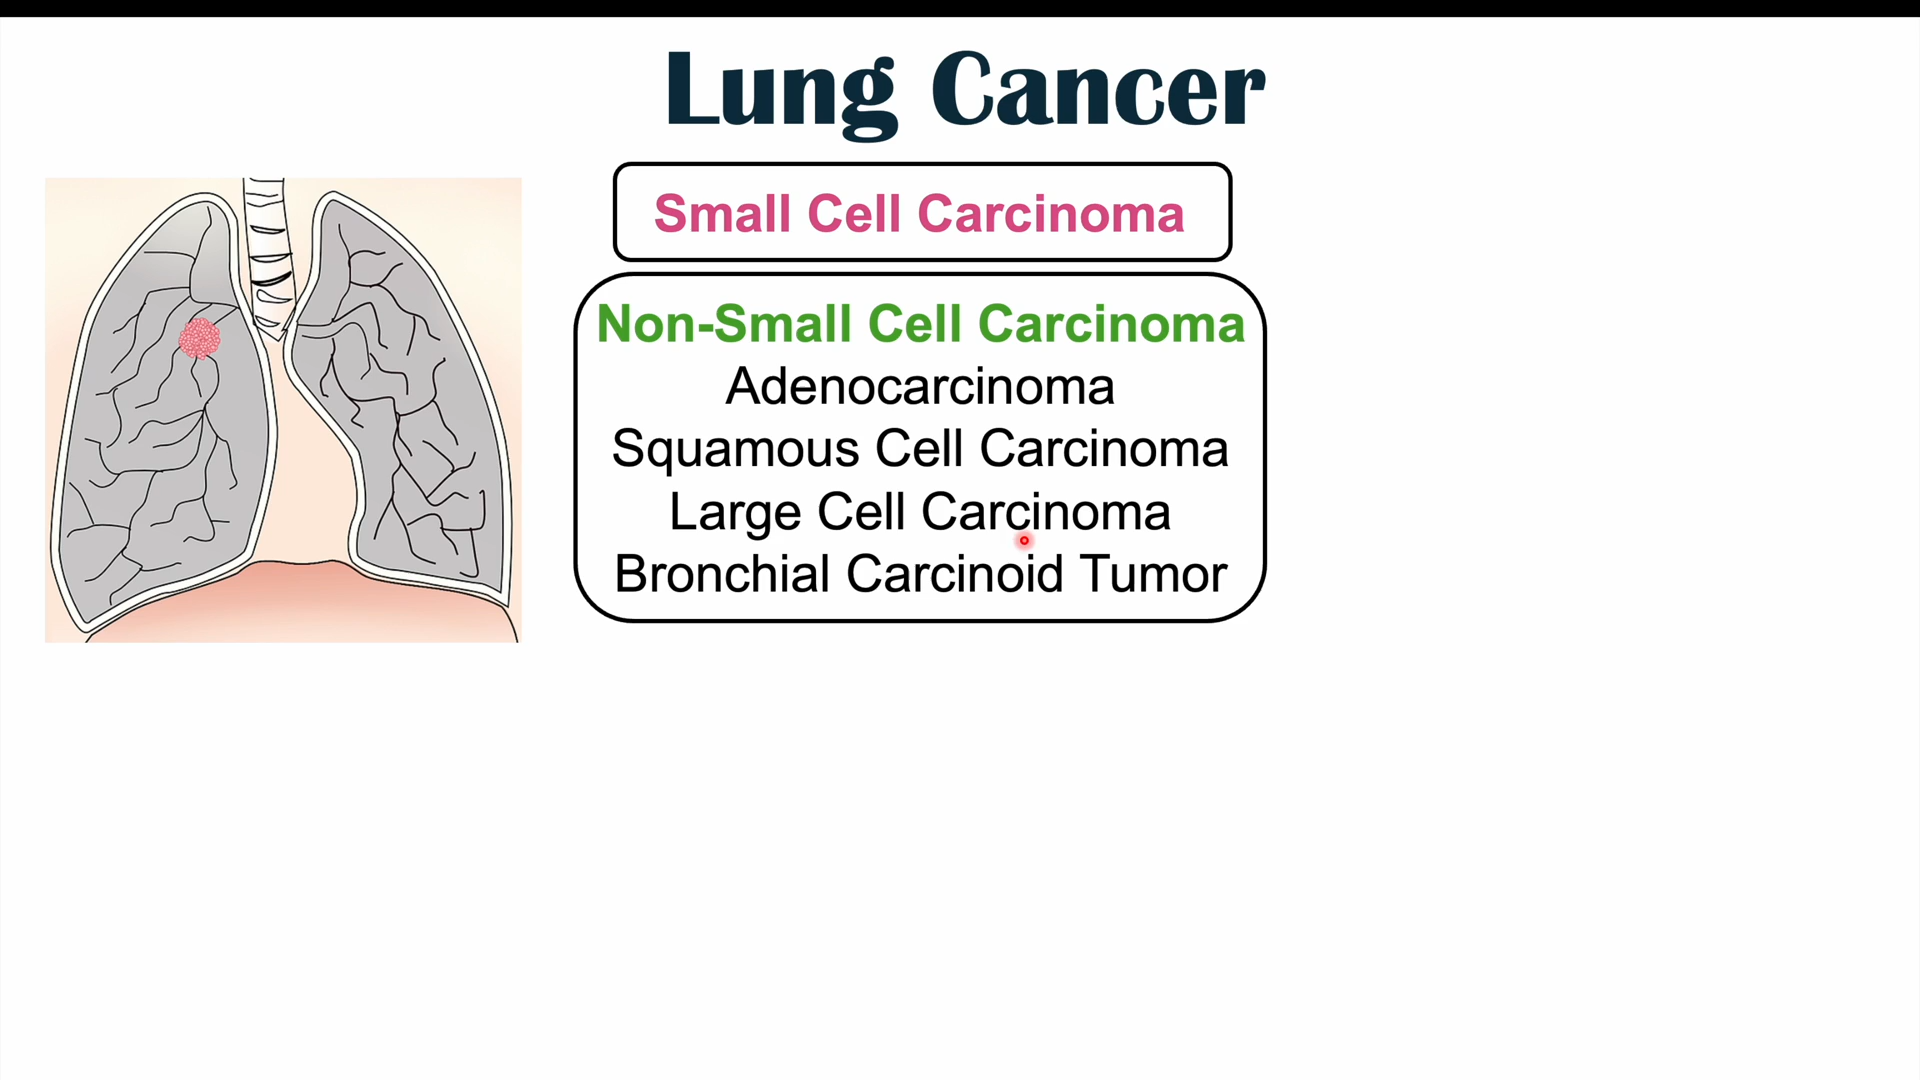 Lung Cancer
Small Cell Carcinoma
Non-Small Cell Carcinoma
Adenocarcinoma
Squamous Cell Carcinoma
Large Cell Carcinoma
Bronchial Carcinoid Tumor